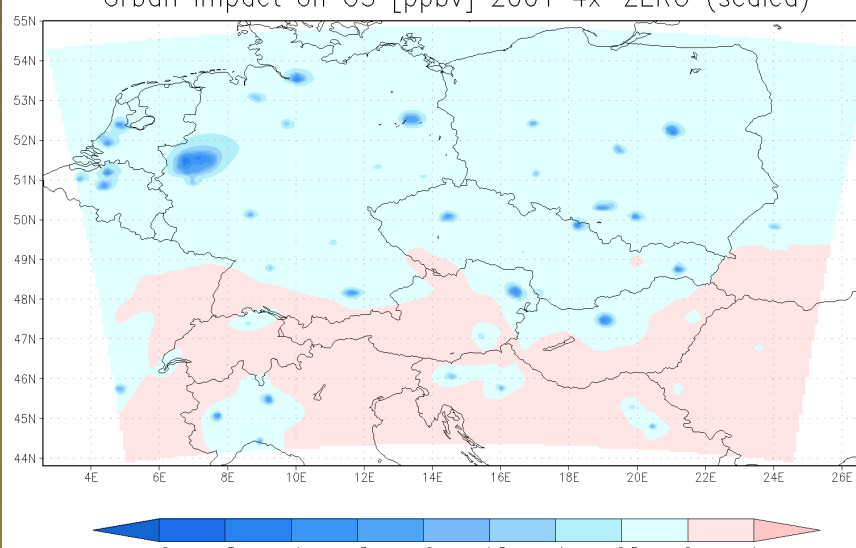 Urban impact on O3 [ppbv] 2001 4x-ZERO (scaled)
55N
54N
53N
52N
51N
50N
49N
48N
47N
46N
45N
44N
4E 6E 8E 10E 12E 14E 16E 18E 20E 22E 24E 26E